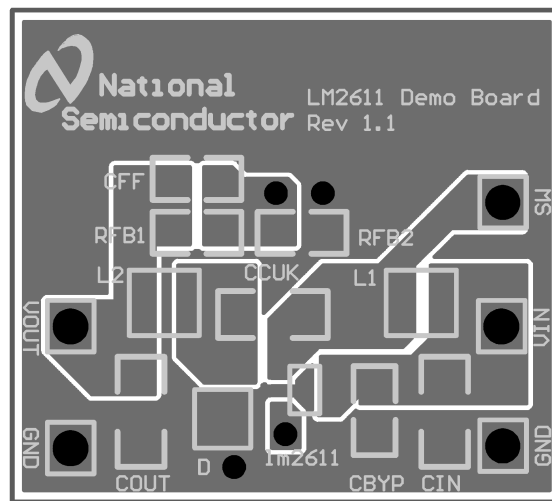 National
Semiconductor
LM2611 Demo Board
Rev 1.1
CFF
SW
RFB1
RFB2
L2
CCUK
L1
VOUT
VIN
GND
lm2611
GND
D
COUT
CBYP
CIN